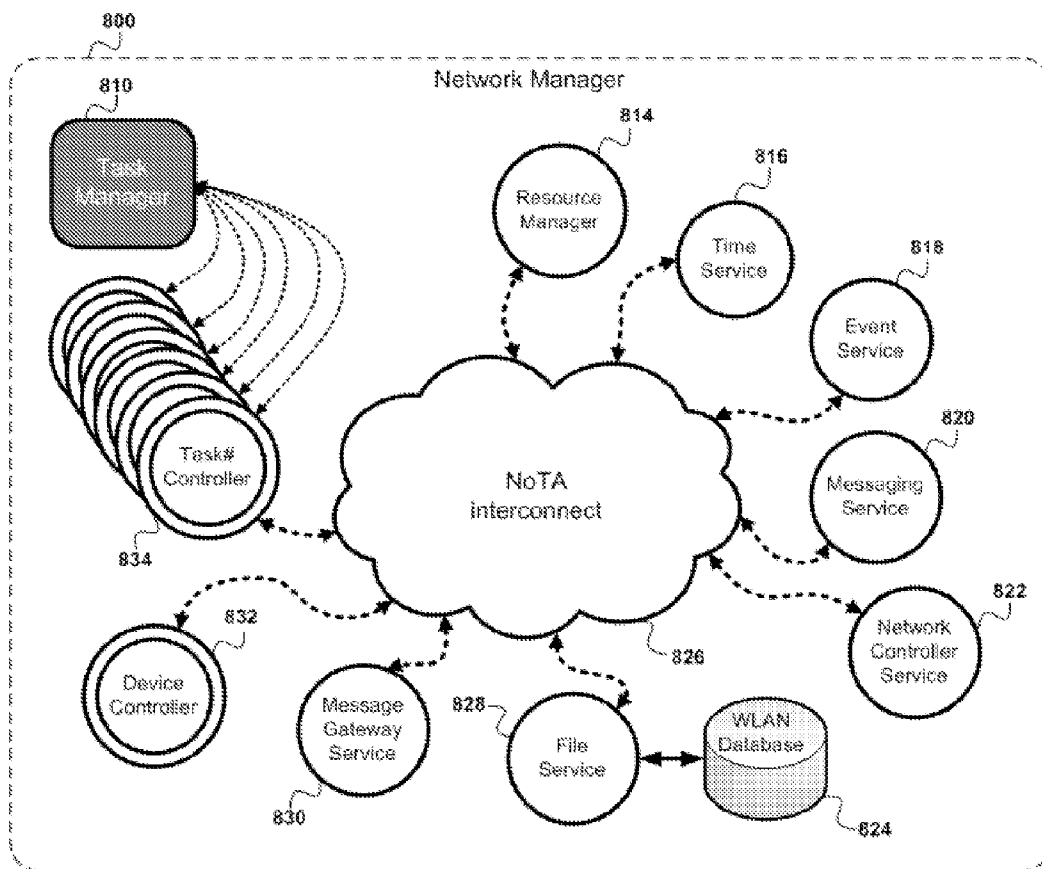 800
Network Manager
810
Task
Manager
814
Resource
Manager
816
Time
Service
818
Event
Service
820
Messaging
Service
NoTA
interconnect
Task#
Controller
834
822
Network
Controller
Service
832
Device
Controller
826
Message
Gateway
Service
830
828
File
Service
WLAN
Database
824